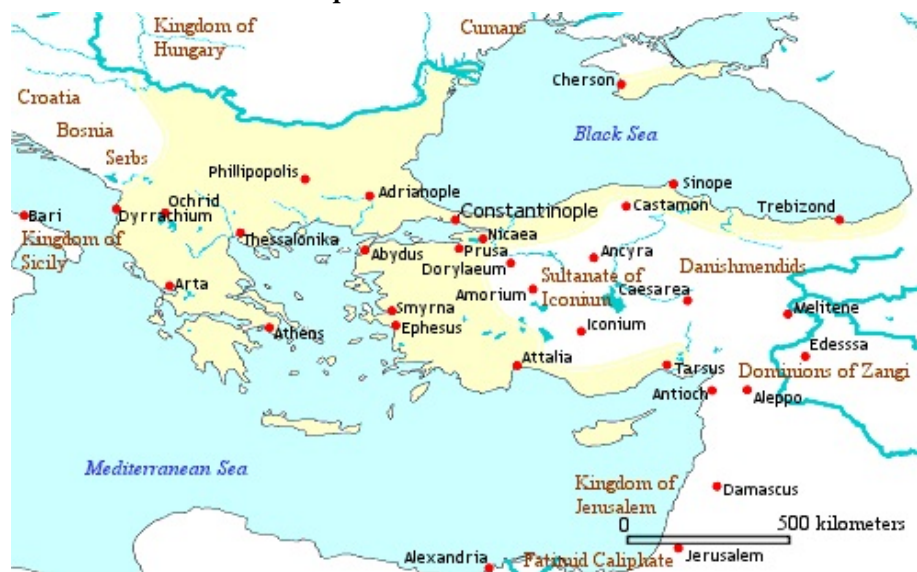 Kingdom of
Hungary
Cumans
Cherson
Croatia
Bosnia
Serbs
Black Sea
Phillipopolis
Adrianople
Sinope
Castamon
Trebizond
Bari
Ochrid
Dyrrachium
Constantinople
Kingdom of
Sicily
Thessalonika
Nicaea
Abydus
Prusa
Dorylaeum
Ancyra
Danishmendids
Arta
Amorium
Sultanate of
Iconium
Caesarea
Melitene
Smyrna
Ephesus
Athens
Iconium
Edesssa
Attalia
Tarsus
Dominions of Zangi
Antioch
Aleppo
Mediterranean Sea
Kingdom of
Jerusalem
Damascus
0
500 kilometers
Alexandria
Fatimid Caliphate
Jerusalem